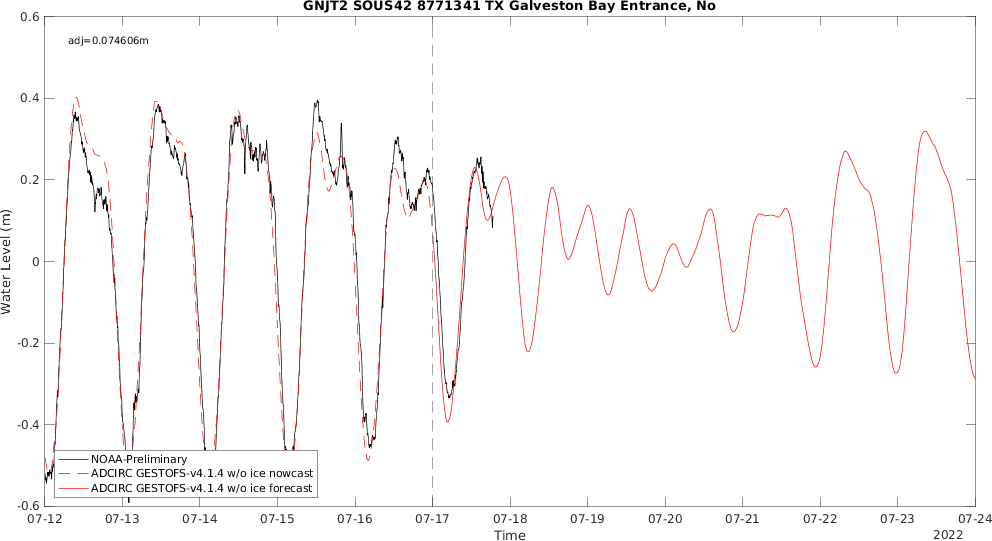 GNJT2 SOUS42 8771341 TX Galveston Bay Entrance, No
adj=0.074606m
Water Level (m)
0.6
0.4
0.2
0
-0.2
-0.4
-0.6
NOAA-Preliminary
ADCIRC GESTOFS-v4.1.4 w/o ice nowcast
ADCIRC GESTOFS-v4.1.4 w/o ice forecast
07-12 07-13 07-14 07-15 07-16 07-17 07-18 07-19 07-20 07-21 07-22 07-23 07-24
Time
2022